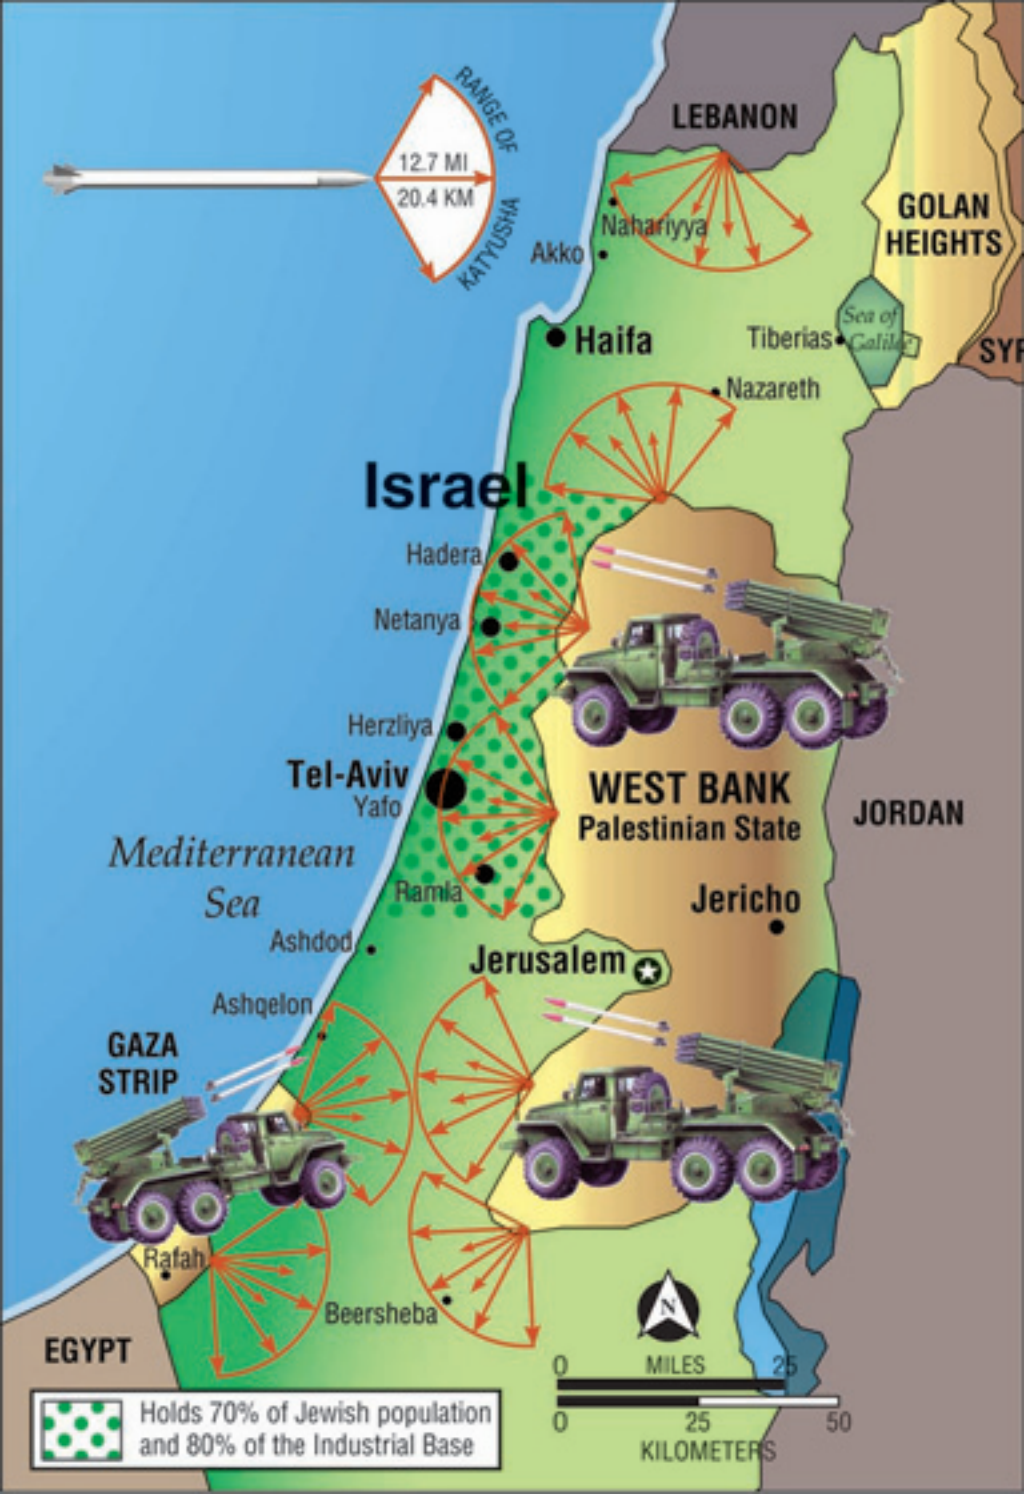 RANGE OF
KATYUSHA
12.7 MI
20.4 KM
LEBANON
GOLAN
HEIGHTS
Nahariyya
Akko
Haifa
Tiberias
Sea of
Galilee
SYR
Nazareth
Israel
Hadera
Netanya
Herzliya
Tel-Aviv
Yafo
WEST BANK
Palestinian State
JORDAN
Mediterranean
Sea
Ramla
Jericho
Ashdod
Jerusalem
Ashqelon
GAZA
STRIP
Rafah
Beersheba
N
EGYPT
0 MILES 25
0 25 50
KILOMETERS
Holds 70% of Jewish population
and 80% of the Industrial Base